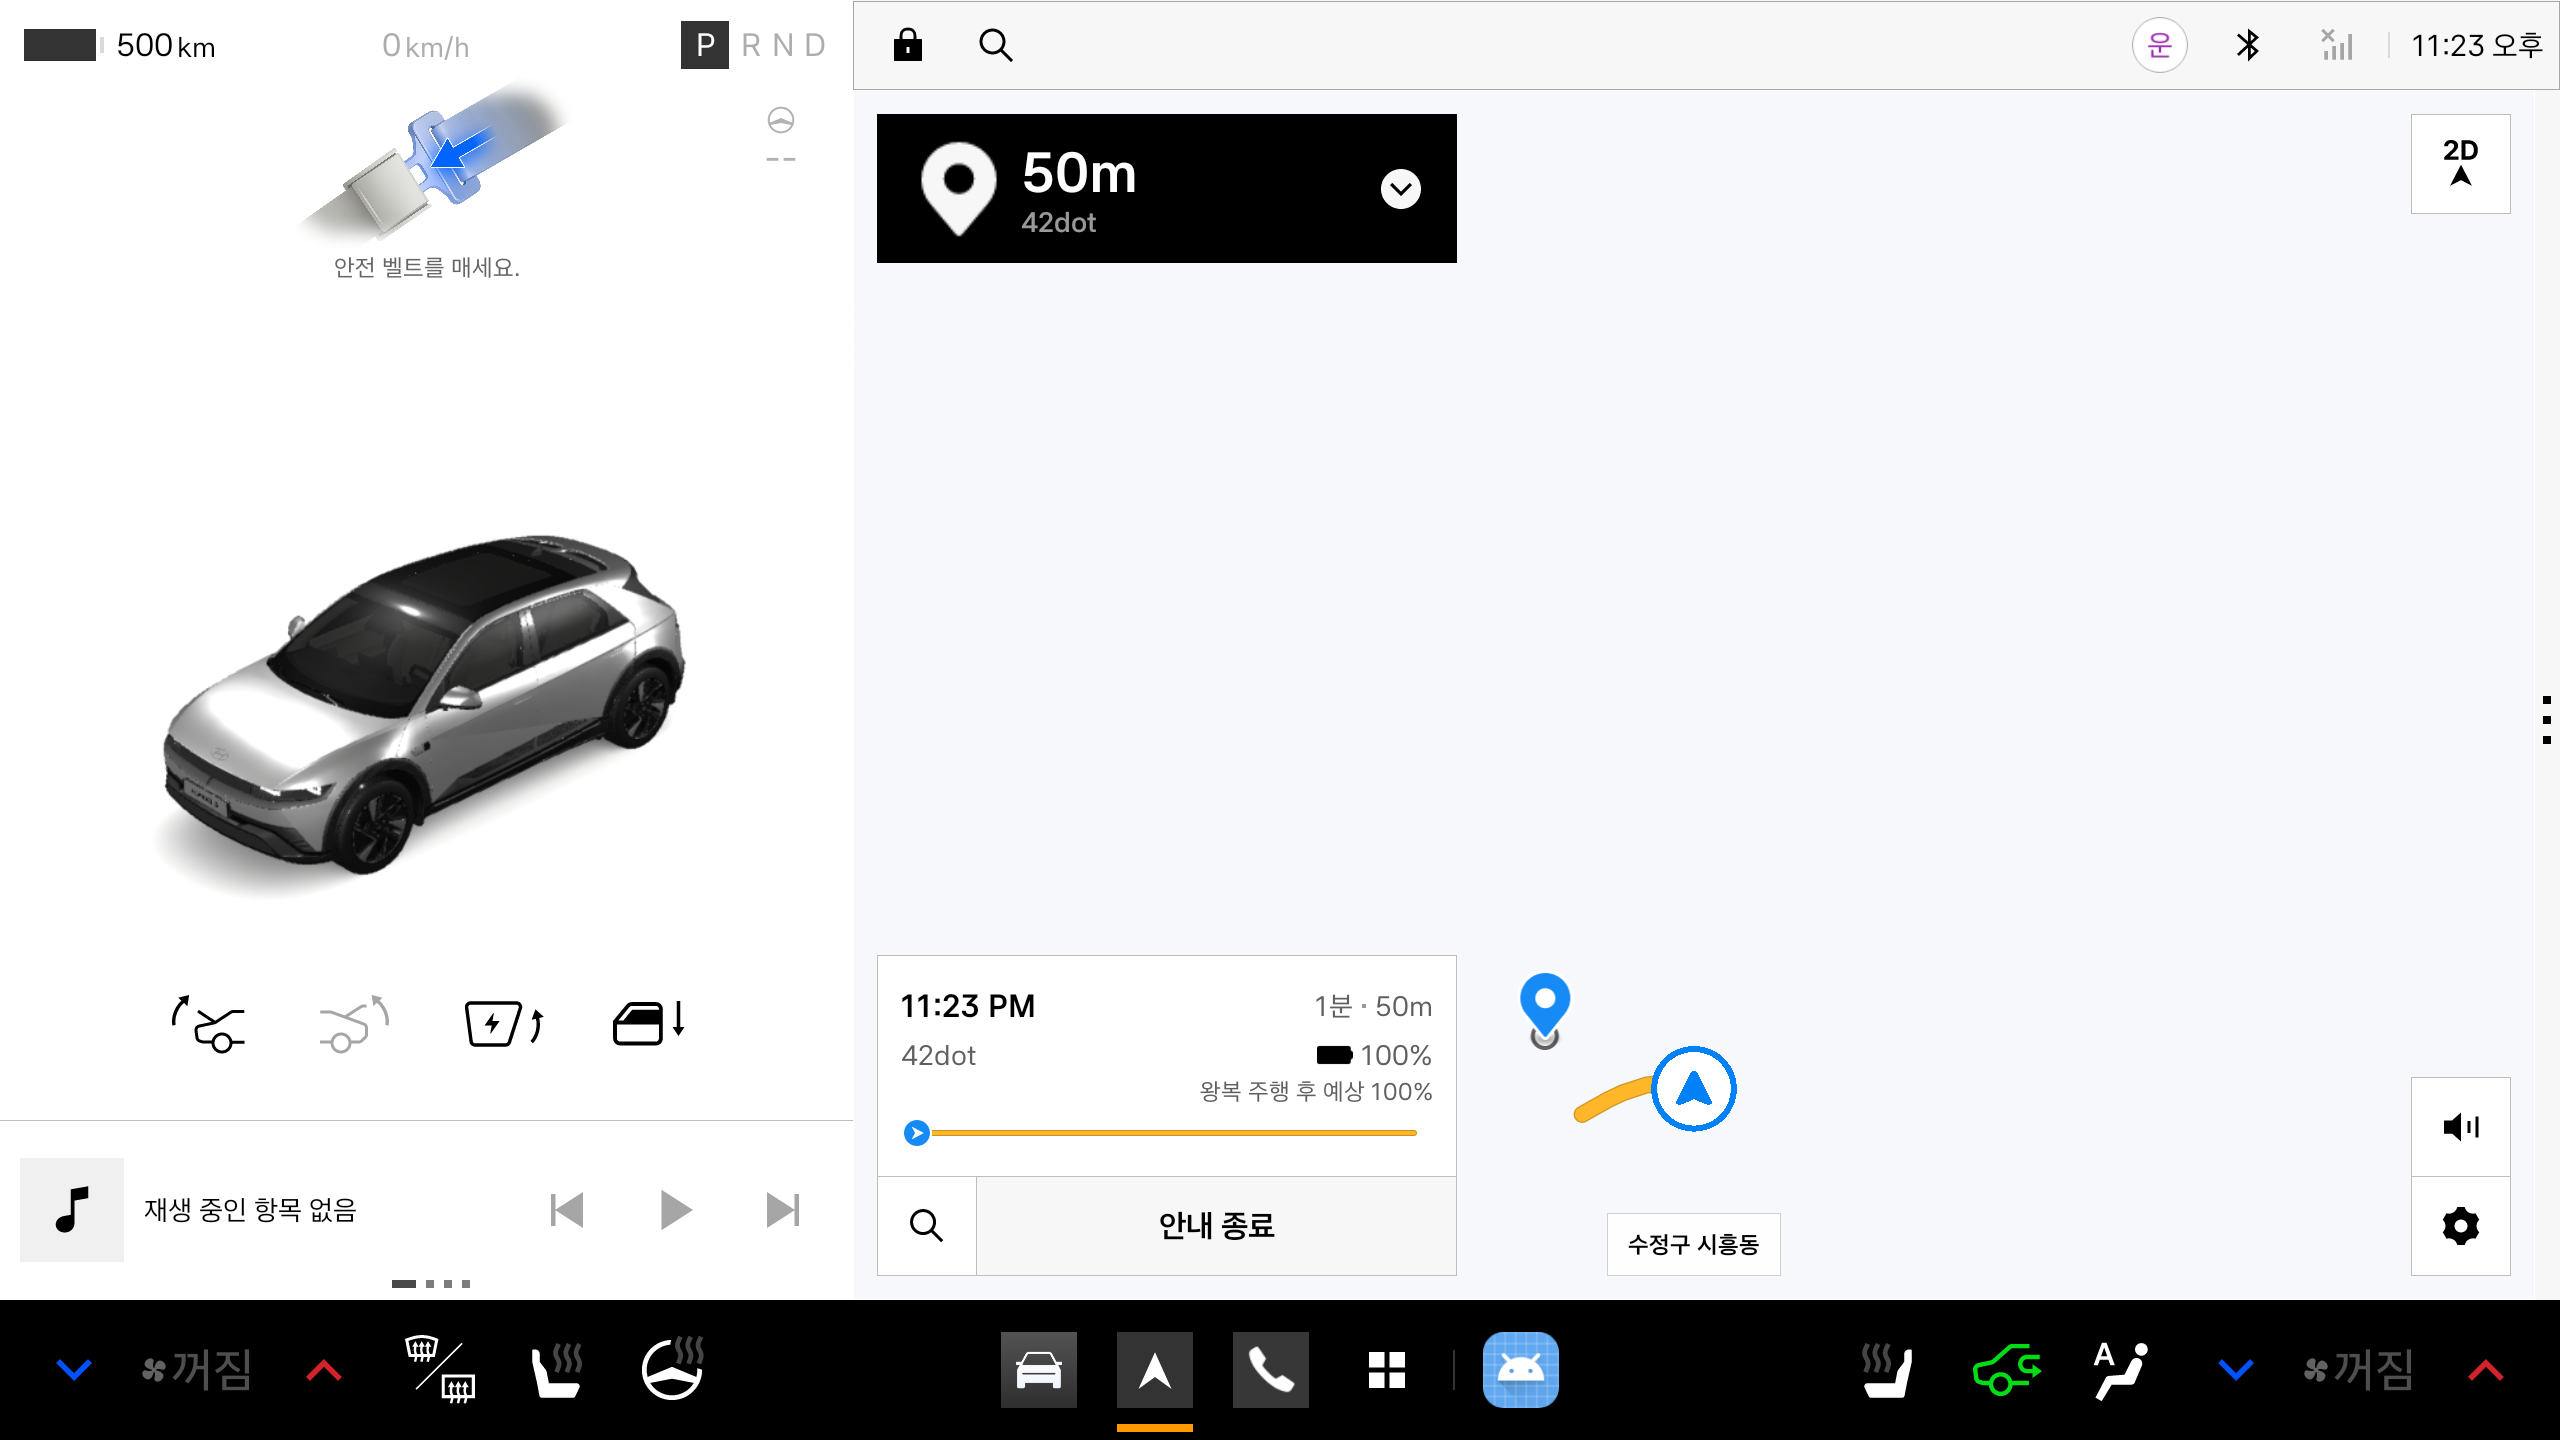 500 km
0 km/h
P R N D
안전 벨트를 매세요.
재생 중인 항목 없음
운
11:23 오후
50m
42dot
2D
11:23 PM
1분 · 50m
42dot
100%
왕복 주행 후 예상 100%
안내 종료
수정구 시흥동
꺼짐
A
꺼짐